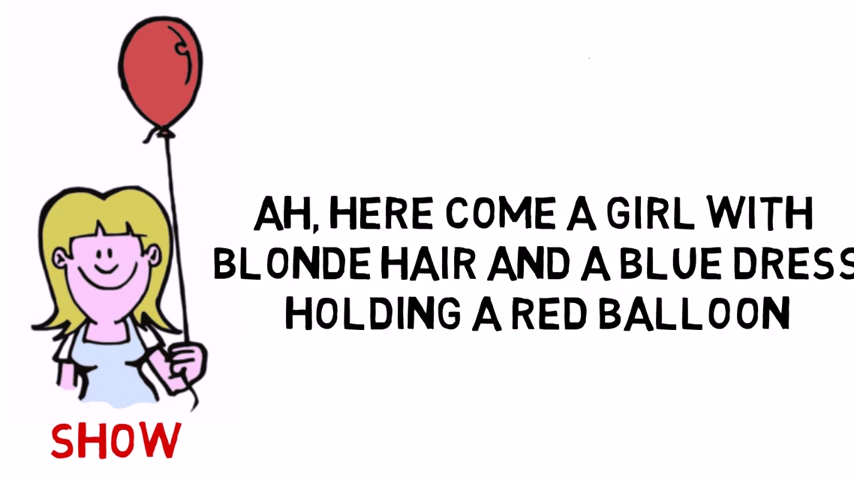 AH, HERE COME A GIRL WITH
BLONDE HAIR AND A BLUE DRESS
HOLDING A RED BALLOON
SHOW